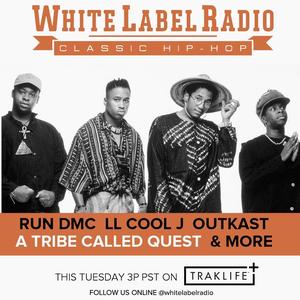 WHITE LABEL RADIO
CLASSIC HIP-HOP
RUN DMC LL COOL J OUTKAST
A TRIBE CALLED QUEST & MORE
THIS TUESDAY 3P PST ON TRAKLIFE+
FOLLOW US ONLINE @whitelabelradio